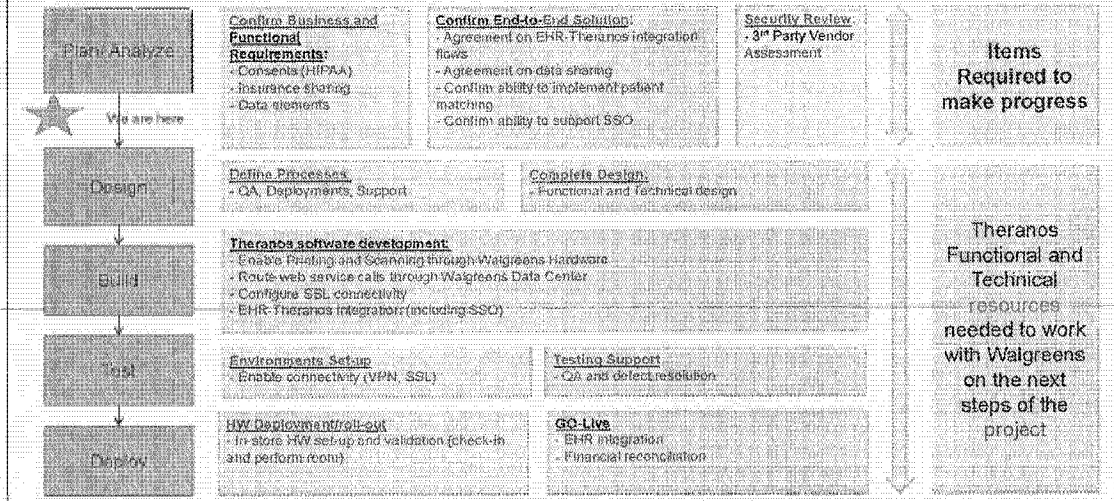 Plan/ Analyze
Confirm Business and
Functional
Requirements:
- Consents (HIPAA)
- Insurance sharing
- Data elements
Confirm End-to-End Solution:
- Agreement on EHR-Theranos integration
flows
- Agreement on data sharing
- Confirm ability to implement patient
matching
- Confirm ability to support SSO
Security Review
- 3rd Party Vendor
Assessment
Items
Required to
make progress
We are here
Design
Define Processes:
- QA, Deployments, Support
Complete Design:
- Functional and Technical design
Build
Theranos software development:
- Enable Printing and Scanning through Walgreens Hardware
- Route web service calls through Walgreens Data Center
- Configure SSL connectivity
- EHR-Theranos integration (including SSO)
Test
Environments Set-up
- Enable connectivity (VPN, SSL)
Testing Support
- QA and defect resolution
Deploy
HW Deployment/roll-out
- In-store HW set-up and validation (check-in
and perform room)
GO-Live
- EHR integration
- Financial reconciliation
Theranos
Functional and
Technical
resources
needed to work
with Walgreens
on the next
steps of the
project